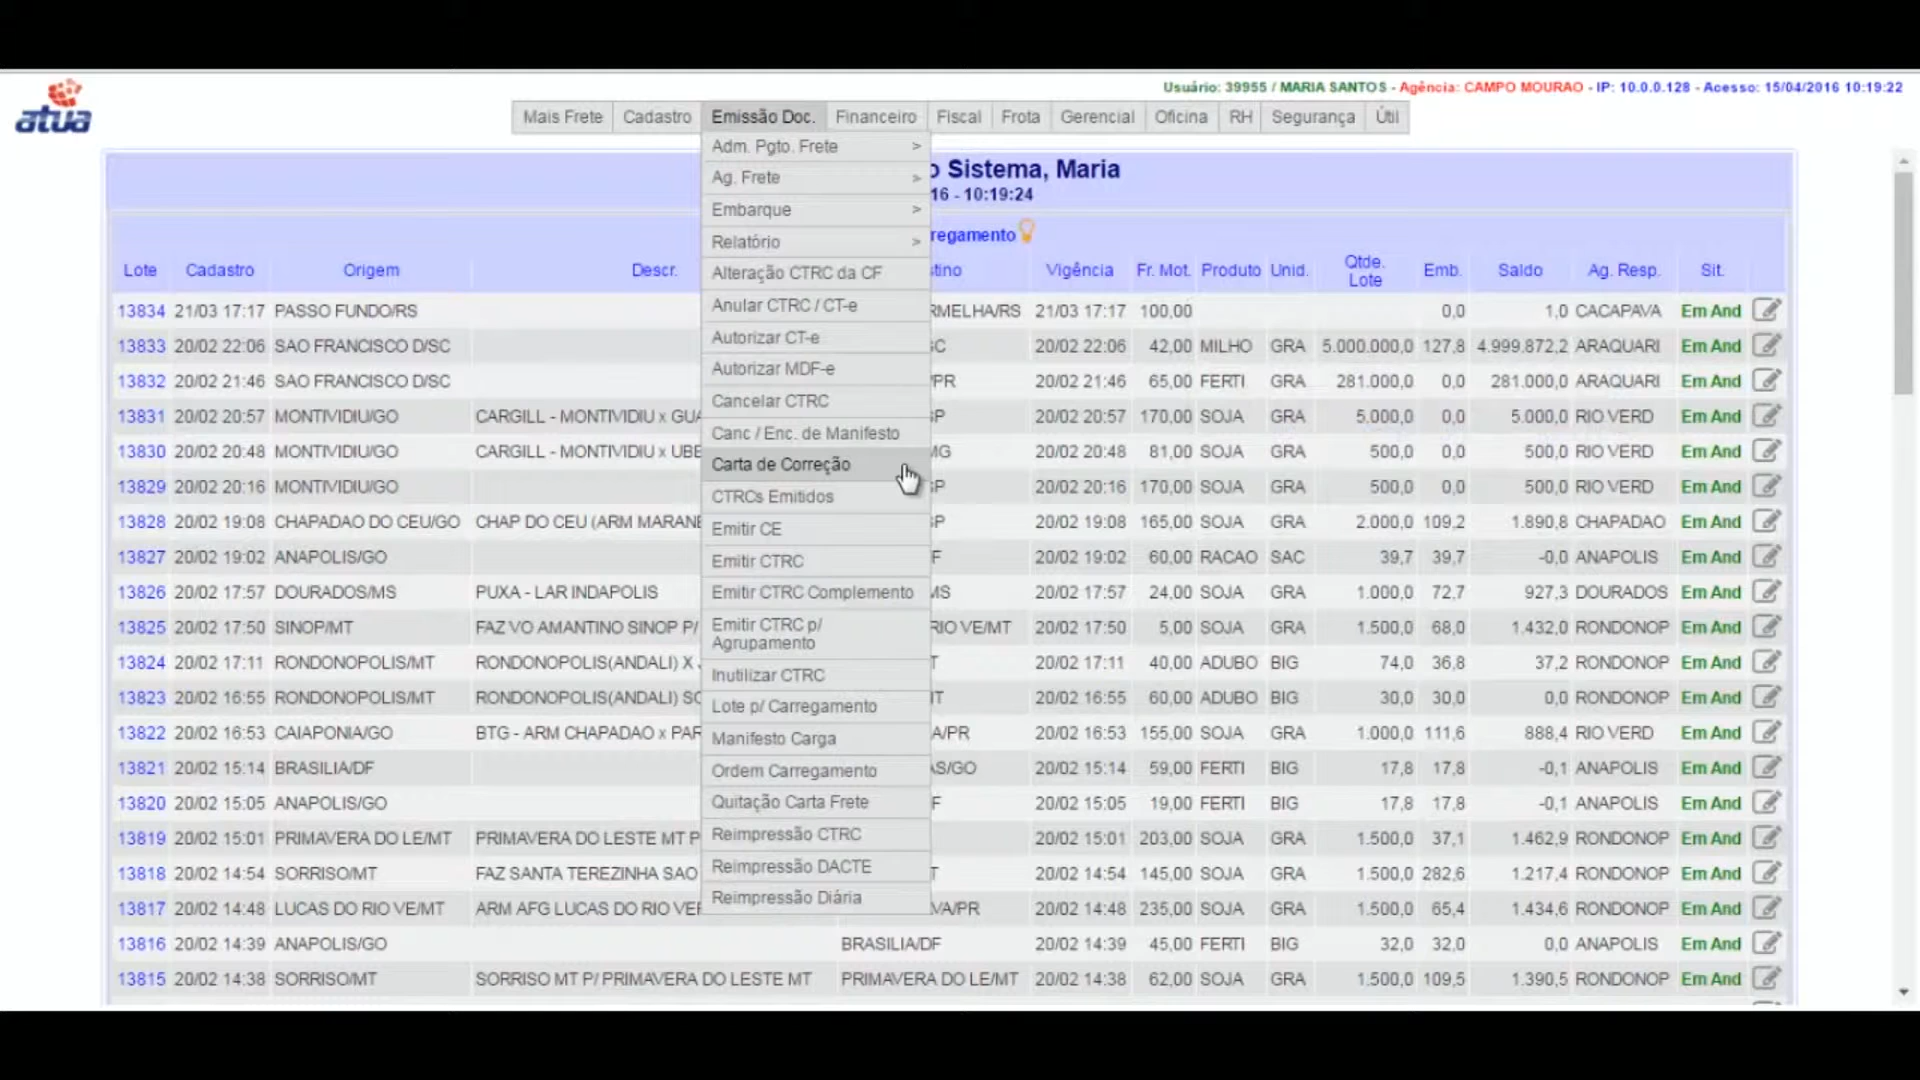 atua
Usuário: 39955 / MARIA SANTOS - Agência: CAMPO MOURAO - IP: 10.0.0.128 - Acesso: 15/04/2016 10:19:22
Mais Frete Cadastro Emissão Doc. Financeiro Fiscal Frota Gerencial Oficina RH Segurança Útil
Adm. Pgto. Frete >
Ag. Frete >
Embarque >
Relatório >
Alteração CTRC da CF
Anular CTRC / CT-e
Autorizar CT-e
Autorizar MDF-e
Cancelar CTRC
Canc / Enc. de Manifesto
Carta de Correção
CTRCs Emitidos
Emitir CE
Emitir CTRC
Emitir CTRC Complemento
Emitir CTRC p/
Agrupamento
Inutilizar CTRC
Lote p/ Carregamento
Manifesto Carga
Ordem Carregamento
Quitação Carta Frete
Reimpressão CTRC
Reimpressão DACTE
Reimpressão Diária
o Sistema, Maria
16 - 10:19:24
regamento
Lote Cadastro Origem Descr. tino Vigência Fr. Mot. Produto Unid. Qtde. Lote Emb. Saldo Ag. Resp. Sit.
13834 21/03 17:17 PASSO FUNDO/RS RMELHA/RS 21/03 17:17 100,00 0,0 1,0 CACAPAVA Em And
13833 20/02 22:06 SAO FRANCISCO D/SC SC 20/02 22:06 42,00 MILHO GRA 5.000.000,0 127,8 4.999.872,2 ARAQUARI Em And
13832 20/02 21:46 SAO FRANCISCO D/SC /PR 20/02 21:46 65,00 FERTI GRA 281.000,0 0,0 281.000,0 ARAQUARI Em And
13831 20/02 20:57 MONTIVIDIU/GO CARGILL - MONTIVIDIU x GUA SP 20/02 20:57 170,00 SOJA GRA 5.000,0 0,0 5.000,0 RIO VERD Em And
13830 20/02 20:48 MONTIVIDIU/GO CARGILL - MONTIVIDIU x UBE MG 20/02 20:48 81,00 SOJA GRA 500,0 0,0 500,0 RIO VERD Em And
13829 20/02 20:16 MONTIVIDIU/GO SP 20/02 20:16 170,00 SOJA GRA 500,0 0,0 500,0 RIO VERD Em And
13828 20/02 19:08 CHAPADAO DO CEU/GO CHAP DO CEU (ARM MARANE SP 20/02 19:08 165,00 SOJA GRA 2.000,0 109,2 1.890,8 CHAPADAO Em And
13827 20/02 19:02 ANAPOLIS/GO F 20/02 19:02 60,00 RACAO SAC 39,7 39,7 -0,0 ANAPOLIS Em And
13826 20/02 17:57 DOURADOS/MS PUXA - LAR INDAPOLIS MS 20/02 17:57 24,00 SOJA GRA 1.000,0 72,7 927,3 DOURADOS Em And
13825 20/02 17:50 SINOP/MT FAZ VO AMANTINO SINOP P/ RIO VE/MT 20/02 17:50 5,00 SOJA GRA 1.500,0 68,0 1.432,0 RONDONOP Em And
13824 20/02 17:11 RONDONOPOLIS/MT RONDONOPOLIS(ANDALI) X T 20/02 17:11 40,00 ADUBO BIG 74,0 36,8 37,2 RONDONOP Em And
13823 20/02 16:55 RONDONOPOLIS/MT RONDONOPOLIS(ANDALI) SO IT 20/02 16:55 60,00 ADUBO BIG 30,0 30,0 0,0 RONDONOP Em And
13822 20/02 16:53 CAIAPONIA/GO BTG - ARM CHAPADAO x PAR A/PR 20/02 16:53 155,00 SOJA GRA 1.000,0 111,6 888,4 RIO VERD Em And
13821 20/02 15:14 BRASILIA/DF AS/GO 20/02 15:14 59,00 FERTI BIG 17,8 17,8 -0,1 ANAPOLIS Em And
13820 20/02 15:05 ANAPOLIS/GO F 20/02 15:05 19,00 FERTI BIG 17,8 17,8 -0,1 ANAPOLIS Em And
13819 20/02 15:01 PRIMAVERA DO LE/MT PRIMAVERA DO LESTE MT P 20/02 15:01 203,00 SOJA GRA 1.500,0 37,1 1.462,9 RONDONOP Em And
13818 20/02 14:54 SORRISO/MT FAZ SANTA TEREZINHA SAO T 20/02 14:54 145,00 SOJA GRA 1.500,0 282,6 1.217,4 RONDONOP Em And
13817 20/02 14:48 LUCAS DO RIO VE/MT ARM AFG LUCAS DO RIO VEF VA/PR 20/02 14:48 235,00 SOJA GRA 1.500,0 65,4 1.434,6 RONDONOP Em And
13816 20/02 14:39 ANAPOLIS/GO BRASILIA/DF 20/02 14:39 45,00 FERTI BIG 32,0 32,0 0,0 ANAPOLIS Em And
13815 20/02 14:38 SORRISO/MT SORRISO MT P/ PRIMAVERA DO LESTE MT PRIMAVERA DO LE/MT 20/02 14:38 62,00 SOJA GRA 1.500,0 109,5 1.390,5 RONDONOP Em And